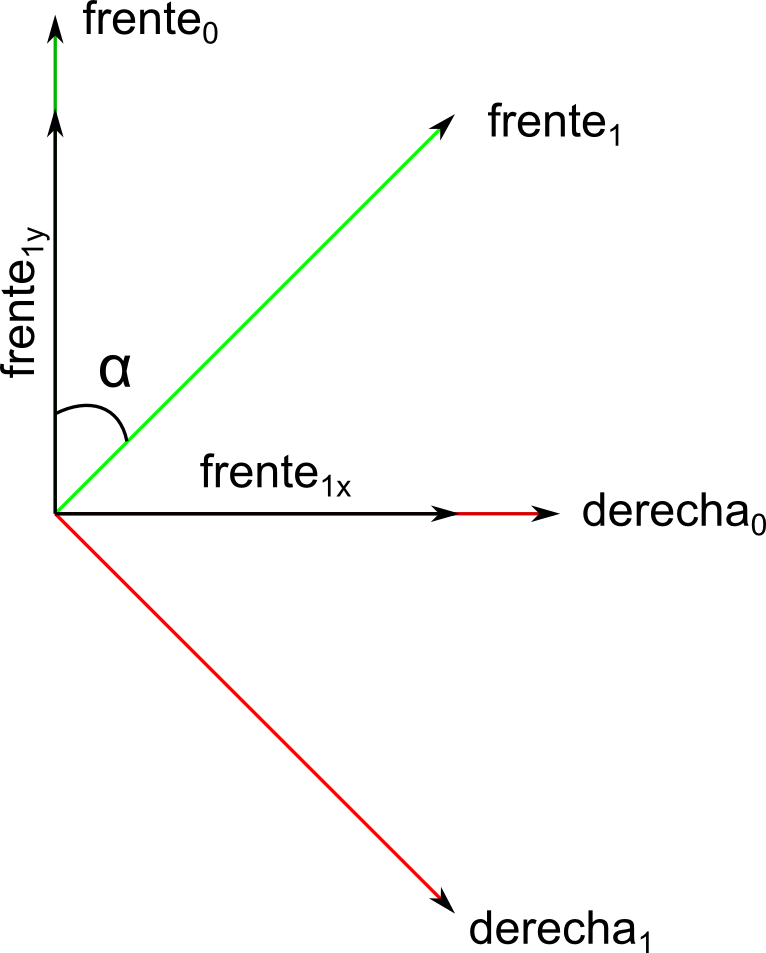 frente₀
frente₁
frente₁y
α
frente₁ₓ
derecha₀
derecha₁